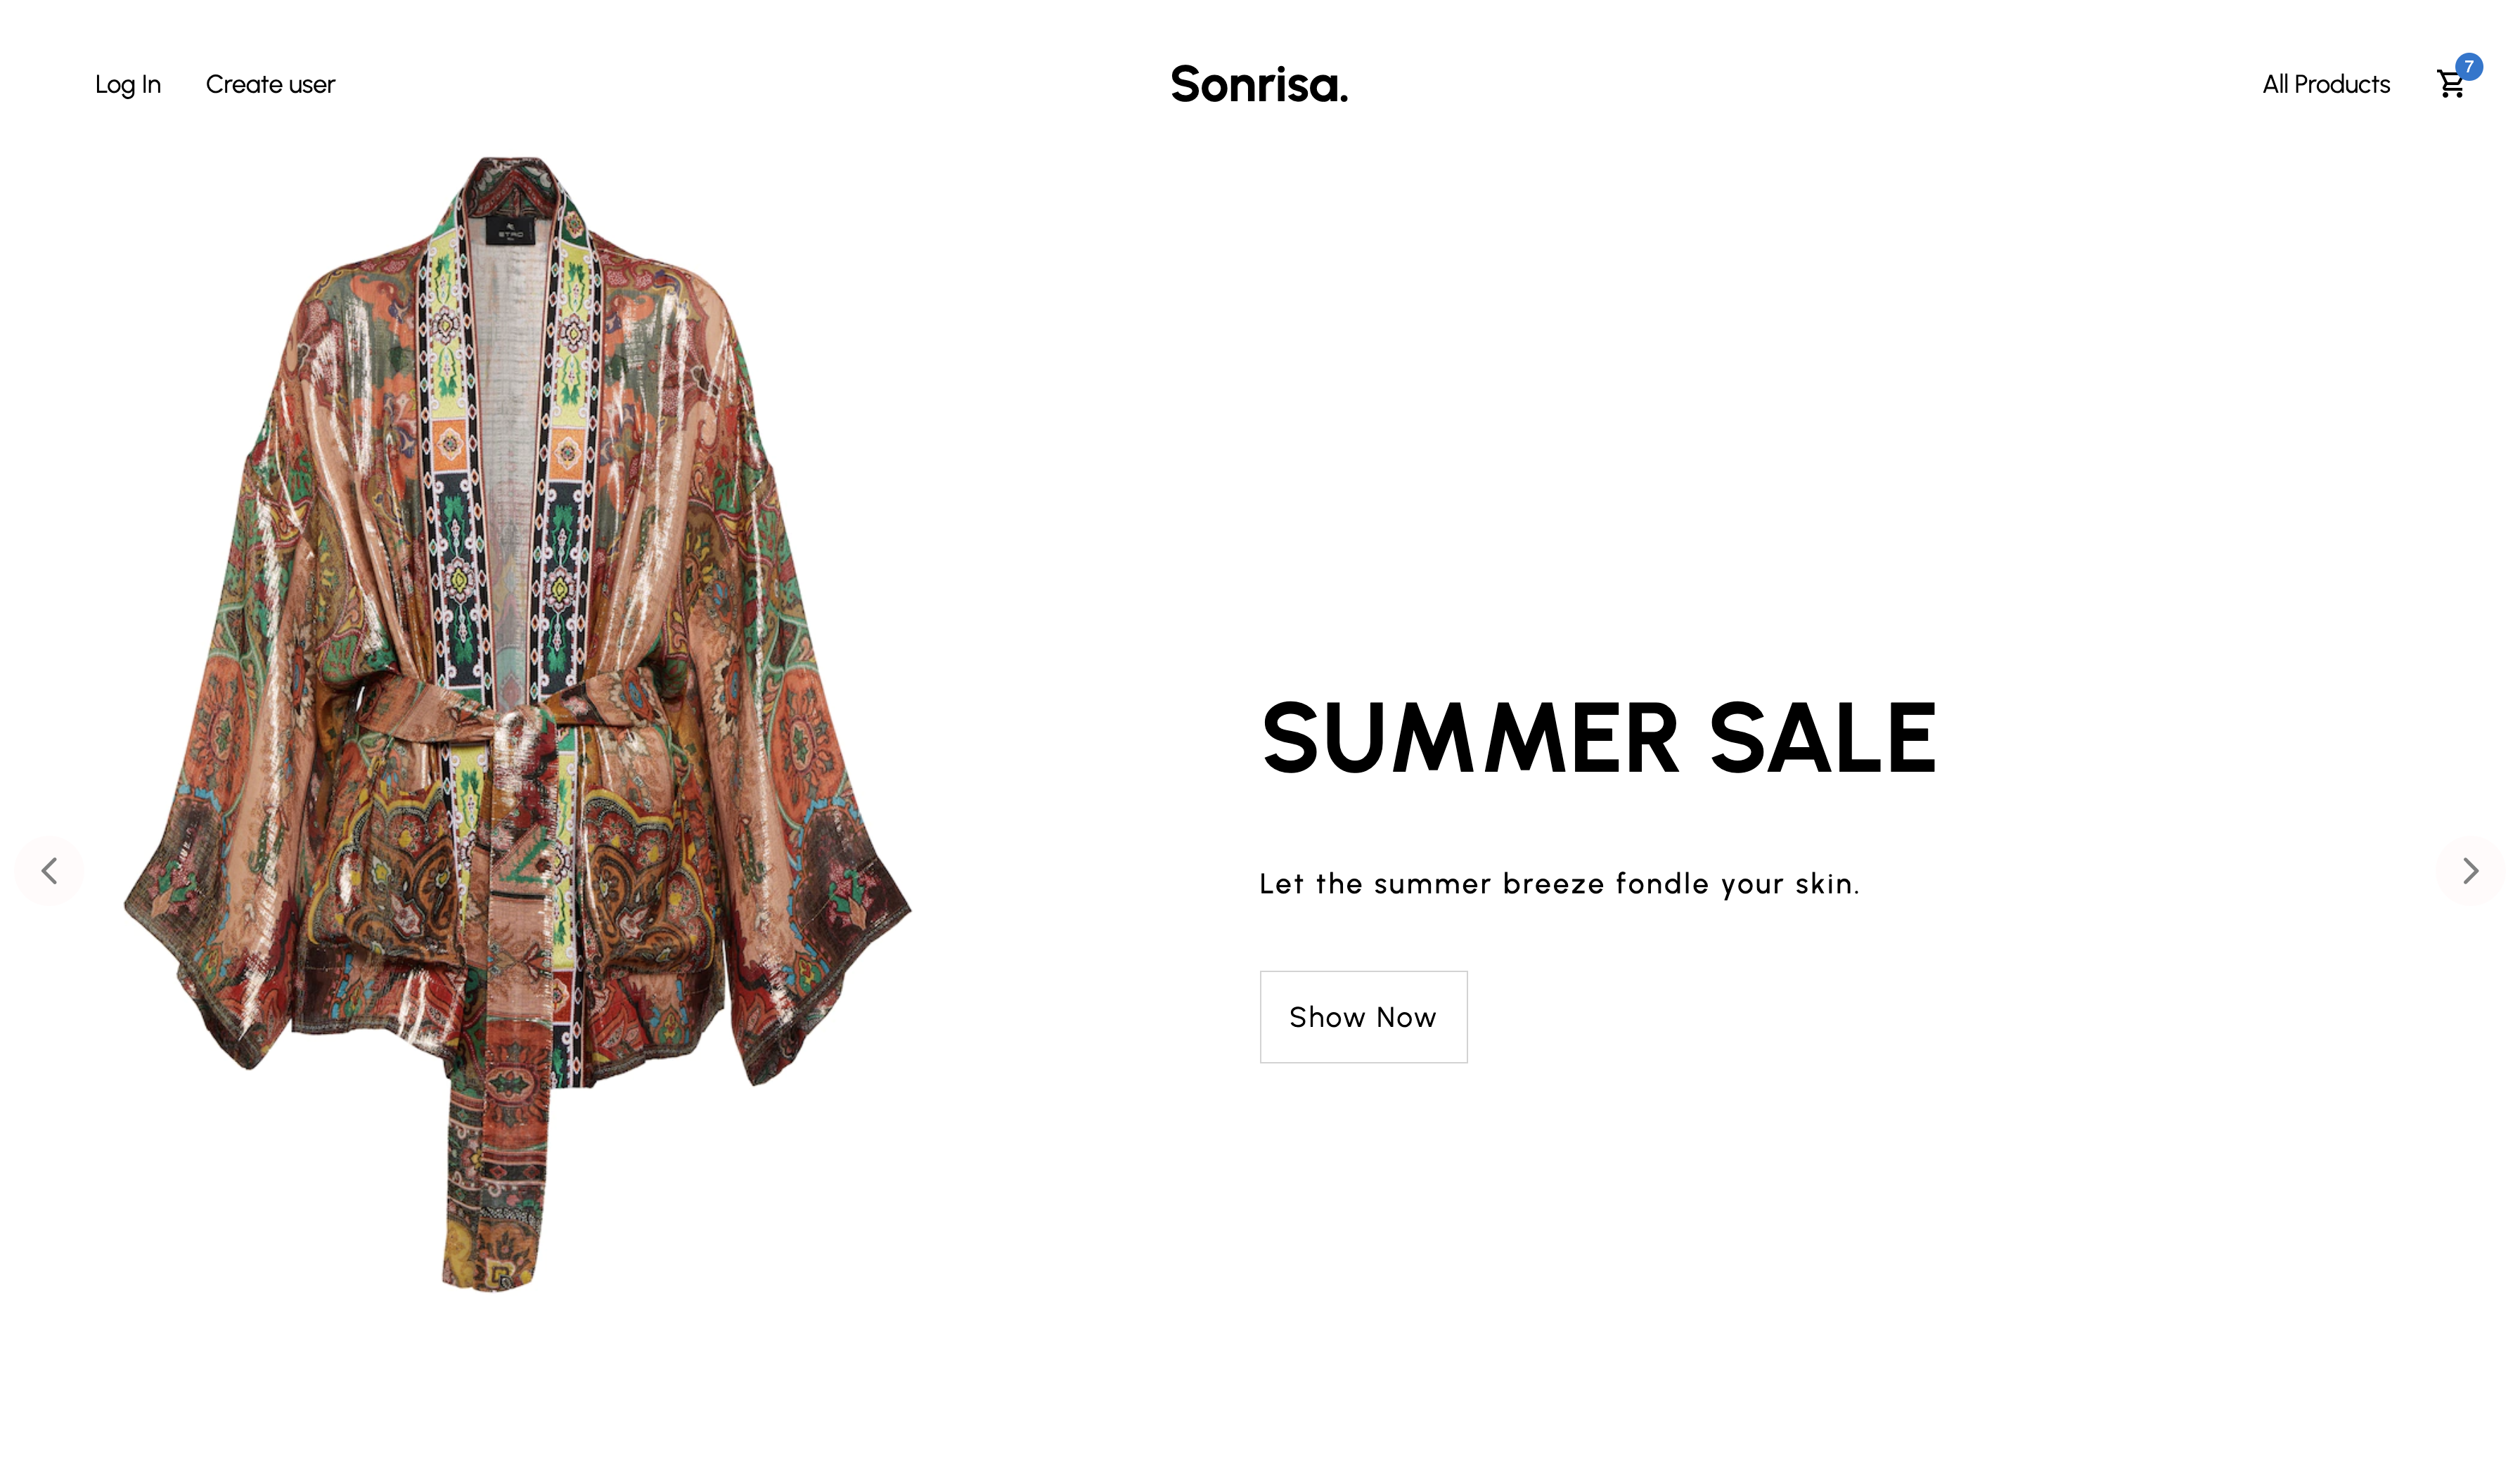 Log In
Create user
Sonrisa.
All Products
7
ETRO
SUMMER SALE
Let the summer breeze fondle your skin.
Show Now